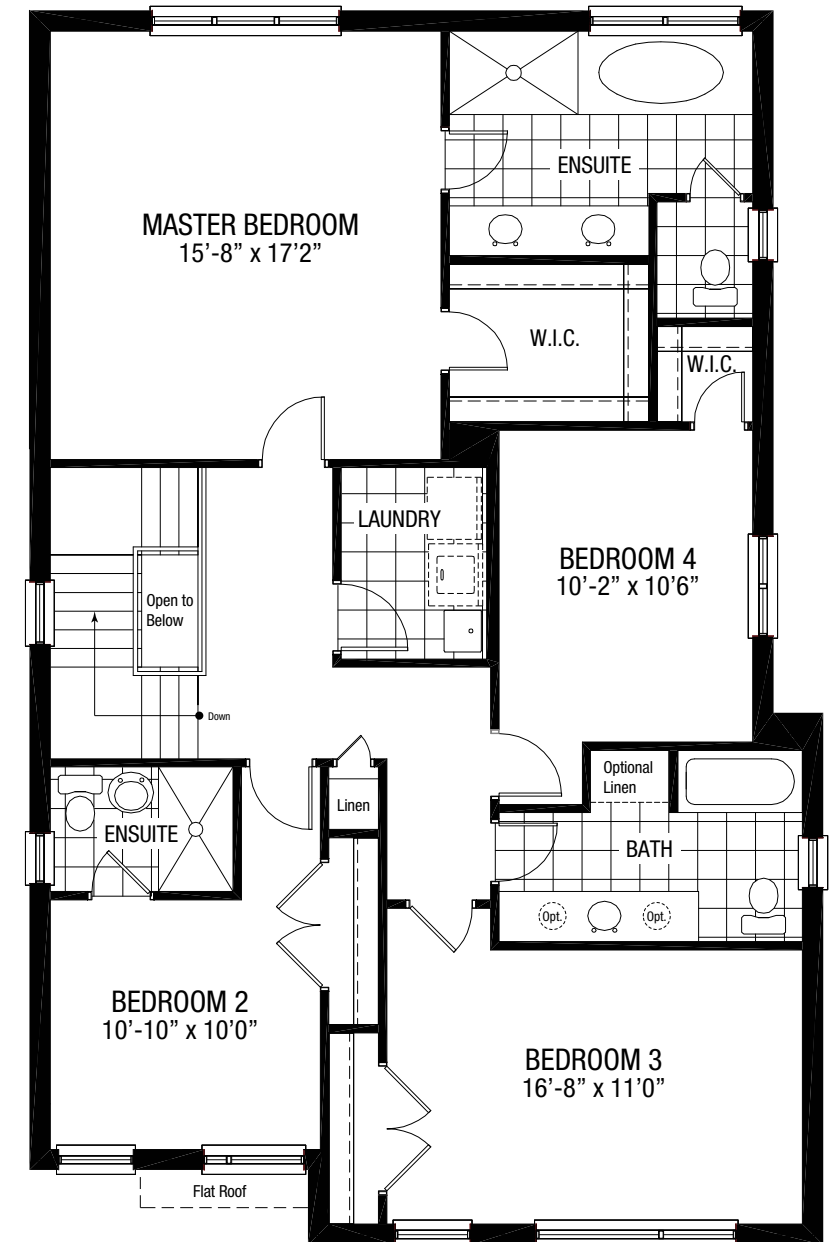 ENSUITE
MASTER BEDROOM
15’-8” x 17’2”
W.I.C.
W.I.C.
LAUNDRY
BEDROOM 4
10’-2” x 10’6”
Open to
Below
Down
Optional
Linen
Linen
ENSUITE
BATH
Opt.
Opt.
BEDROOM 2
10’-10” x 10’0”
BEDROOM 3
16’-8” x 11’0”
Flat Roof